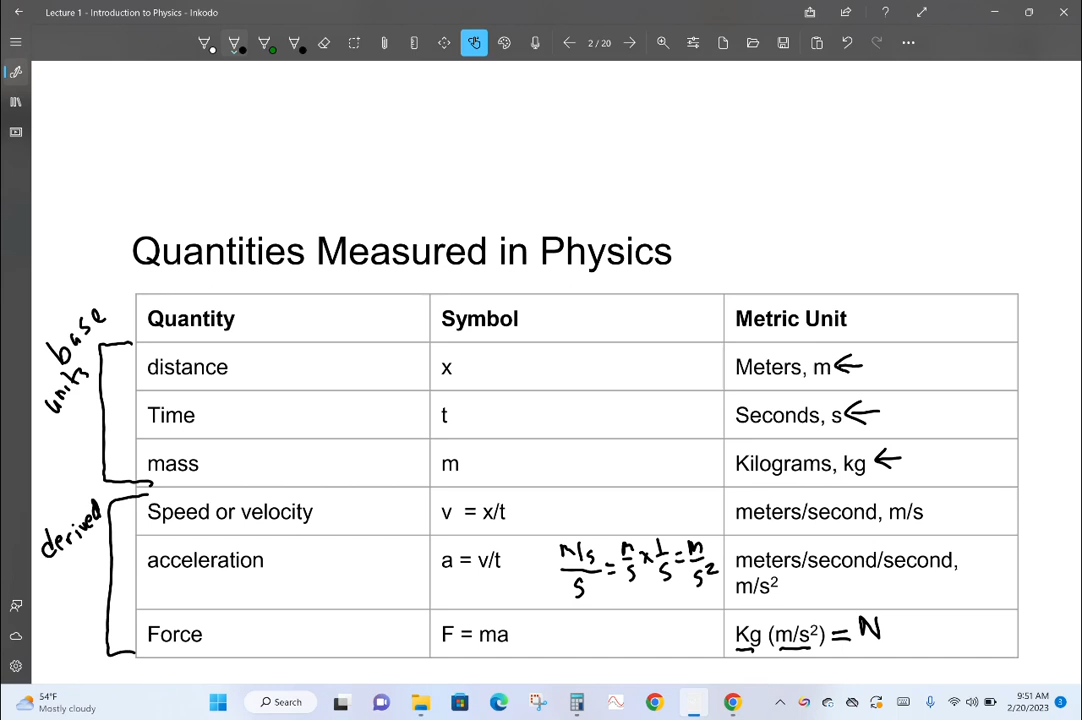 Lecture 1 - Introduction to Physics - Inkodo
2 / 20
Quantities Measured in Physics
base units
derived
Quantity Symbol Metric Unit
distance x Meters, m ←
Time t Seconds, s ←
mass m Kilograms, kg ←
Speed or velocity v = x/t meters/second, m/s
acceleration a = v/t m/s/s = m/s x 1/s = m/s² meters/second/second,
m/s²
Force F = ma Kg (m/s²) = N
54°F
Mostly cloudy
Search
9:51 AM
2/20/2023
3